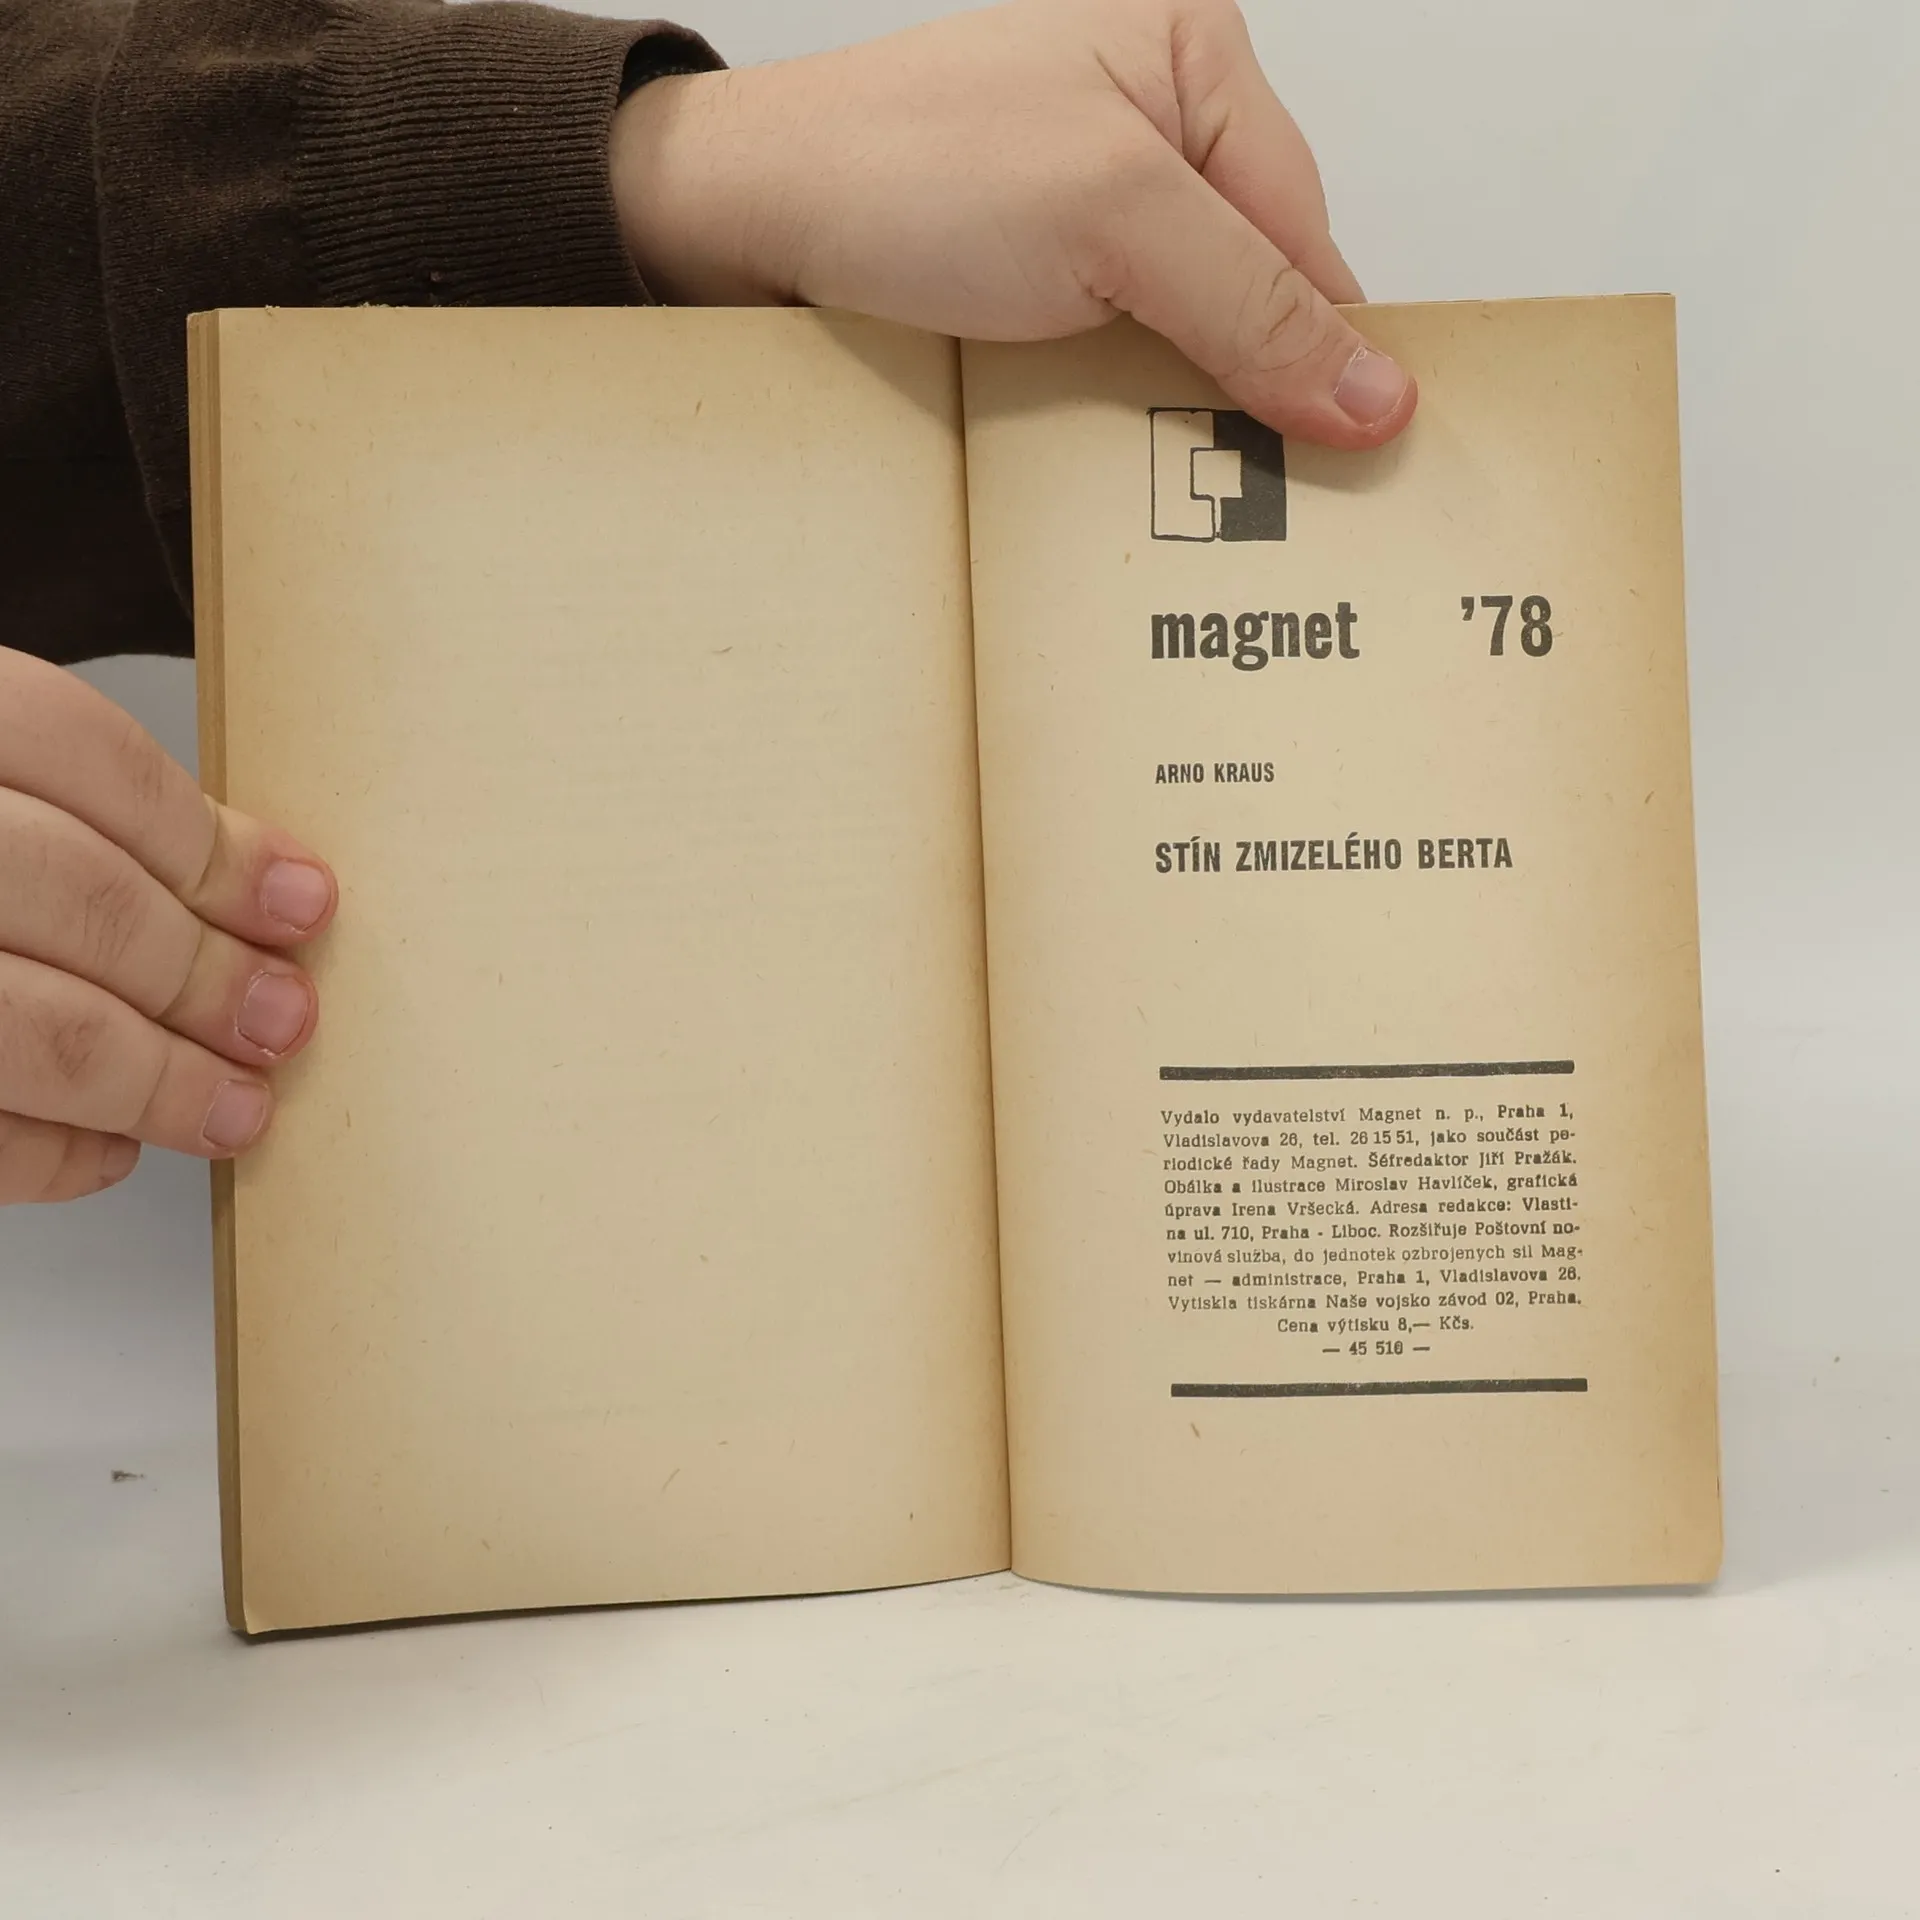 magnet '78
ARNO KRAUS
STÍN ZMIZELÉHO BERTA
Vydalo vydavatelství Magnet n. p., Praha 1,
Vladislavova 26, tel. 26 15 51, jako součást pe-
riodické řady Magnet. Šéfredaktor Jiří Pražák.
Obálka a ilustrace Miroslav Havlíček, grafická
úprava Irena Vršecká. Adresa redakce: Vlasti-
na ul. 710, Praha - Liboc. Rozšiřuje Poštovní no-
vinová služba, do jednotek ozbrojených sil Mag-
net — administrace, Praha 1, Vladislavova 26.
Vytiskla tiskárna Naše vojsko závod 02, Praha.
Cena výtisku 8,— Kčs.
— 45 510 —